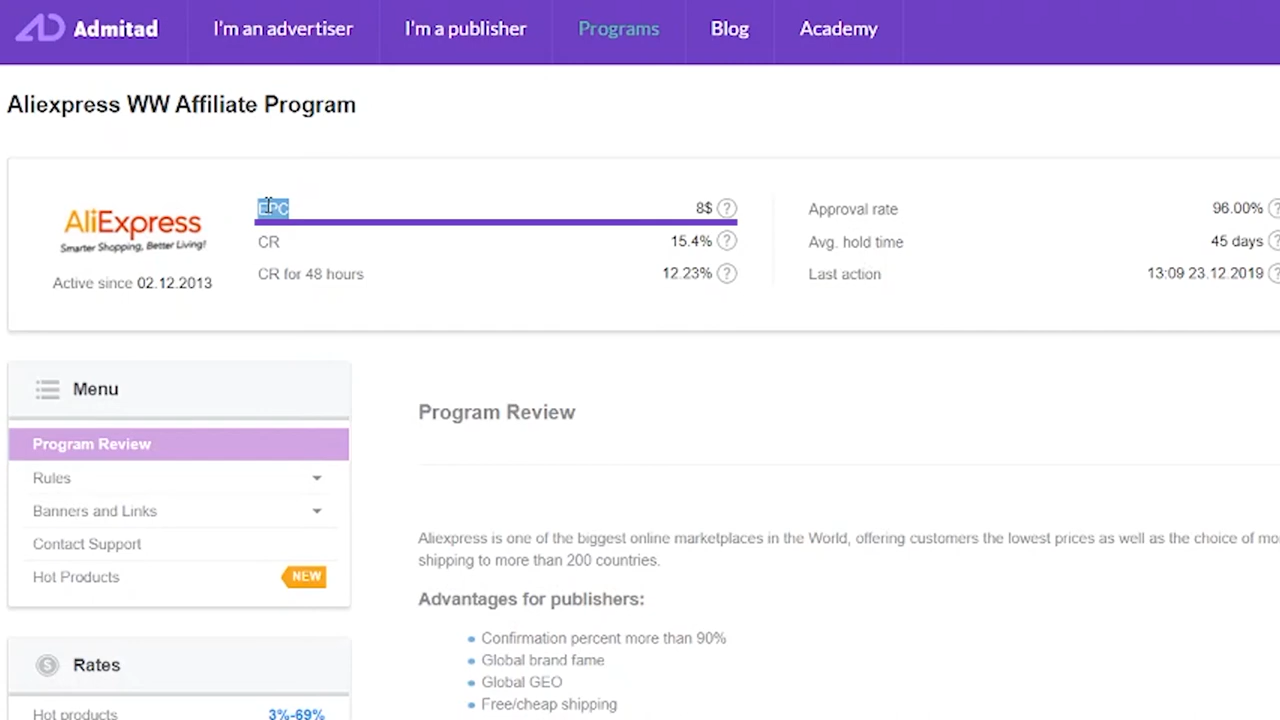 Admitad
I'm an advertiser
I'm a publisher
Programs
Blog
Academy
Aliexpress WW Affiliate Program
AliExpress
Smarter Shopping, Better Living!
Active since 02.12.2013
EPC 8$ ?
CR 15.4% ?
CR for 48 hours 12.23% ?
Approval rate 96.00% ?
Avg. hold time 45 days ?
Last action 13:09 23.12.2019 ?
Menu
Program Review
Rules
Banners and Links
Contact Support
Hot Products NEW
$ Rates
Hot products 3%-69%
Program Review
Aliexpress is one of the biggest online marketplaces in the World, offering customers the lowest prices as well as the choice of
shipping to more than 200 countries.
Advantages for publishers:
Confirmation percent more than 90%
Global brand fame
Global GEO
Free/cheap shipping